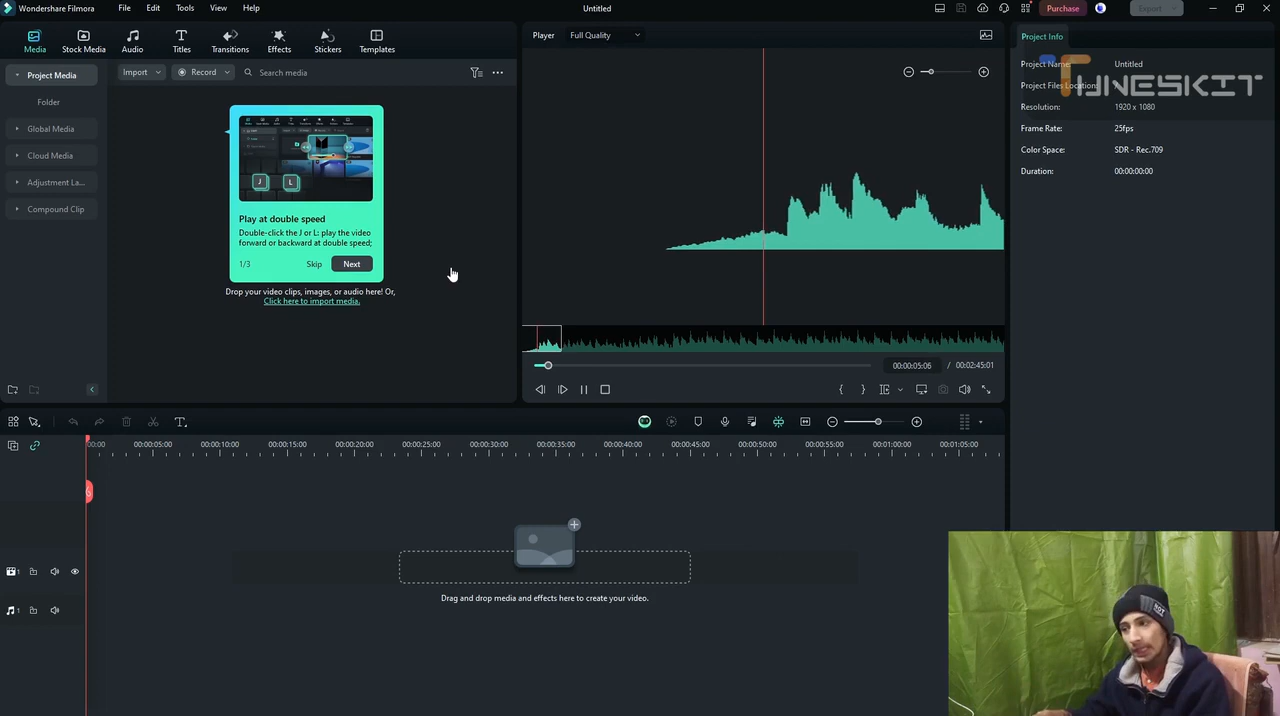 Wondershare Filmora
File
Edit
Tools
View
Help
Untitled
Purchase
Export
Media
Stock Media
Audio
Titles
Transitions
Effects
Stickers
Templates
Player
Full Quality
Project Info
Project Media
Import
Record
Search media
Folder
Global Media
Cloud Media
Adjustment La...
Compound Clip
Play at double speed
Double-click the J or L: play the video
forward or backward at double speed;
1/3
Skip
Next
J
L
Drop your video clips, images, or audio here! Or,
Click here to import media.
Project Name: Untitled
TUNESKIT
Project Files Location: /
Resolution: 1920 x 1080
Frame Rate: 25fps
Color Space: SDR - Rec.709
Duration: 00:00:00:00
00:00:05:06 / 00:02:45:01
00:00 00:00:05:00 00:00:10:00 00:00:15:00 00:00:20:00 00:00:25:00 00:00:30:00 00:00:35:00 00:00:40:00 00:00:45:00 00:00:50:00 00:00:55:00 00:01:00:00 00:01:05:00
1
1
Drag and drop media and effects here to create your video.
HOT